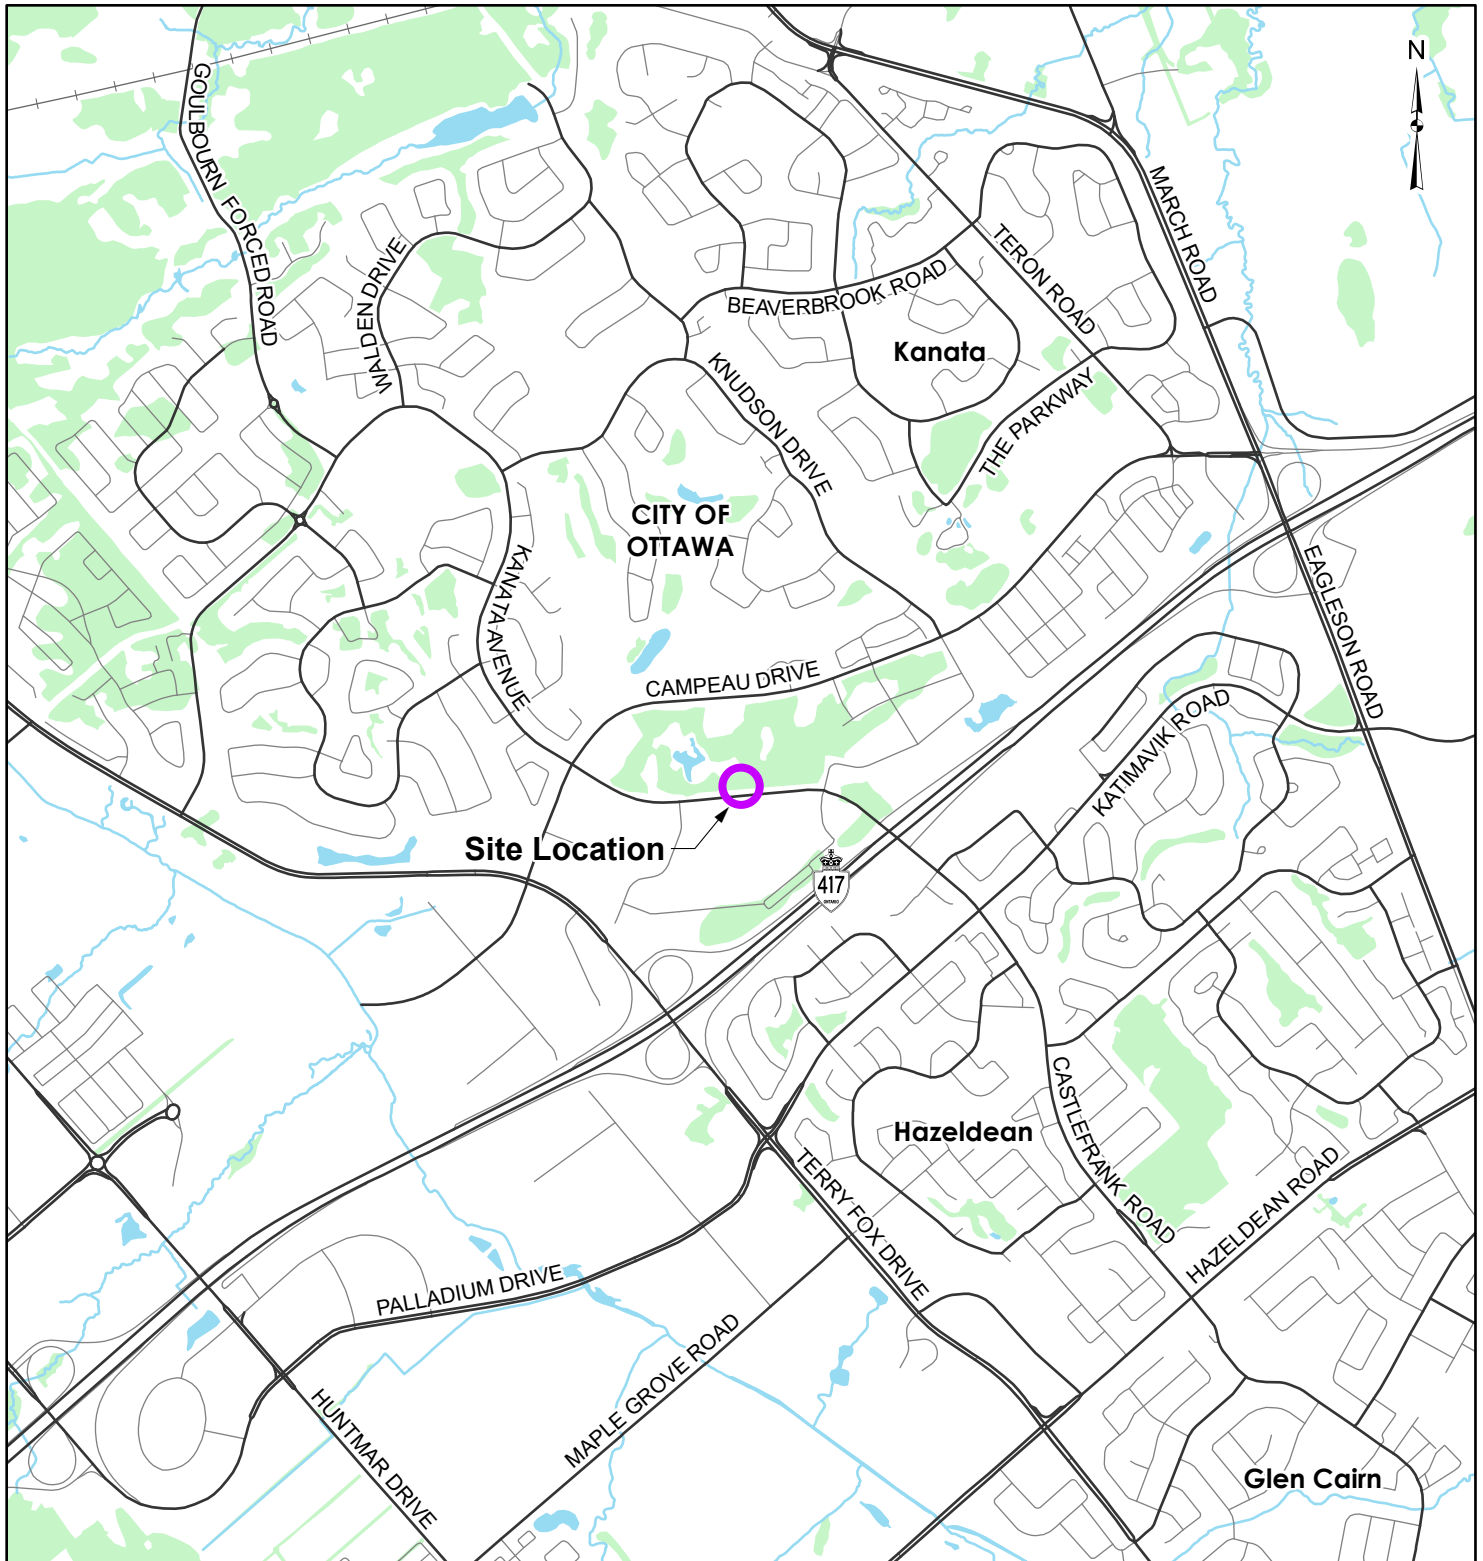 N
GOULBOURN FORCED ROAD
MARCH ROAD
WALDEN DRIVE
TERON ROAD
BEAVERBROOK ROAD
Kanata
KNUDSON DRIVE
THE PARKWAY
CITY OF
OTTAWA
KANATA AVENUE
EAGLESON ROAD
CAMPEAU DRIVE
KATIMAVIK ROAD
Site Location
417
ONTARIO
CASTLEFRANK ROAD
Hazeldean
TERRY FOX DRIVE
HAZELDEAN ROAD
PALLADIUM DRIVE
MAPLE GROVE ROAD
HUNTMAR DRIVE
Glen Cairn